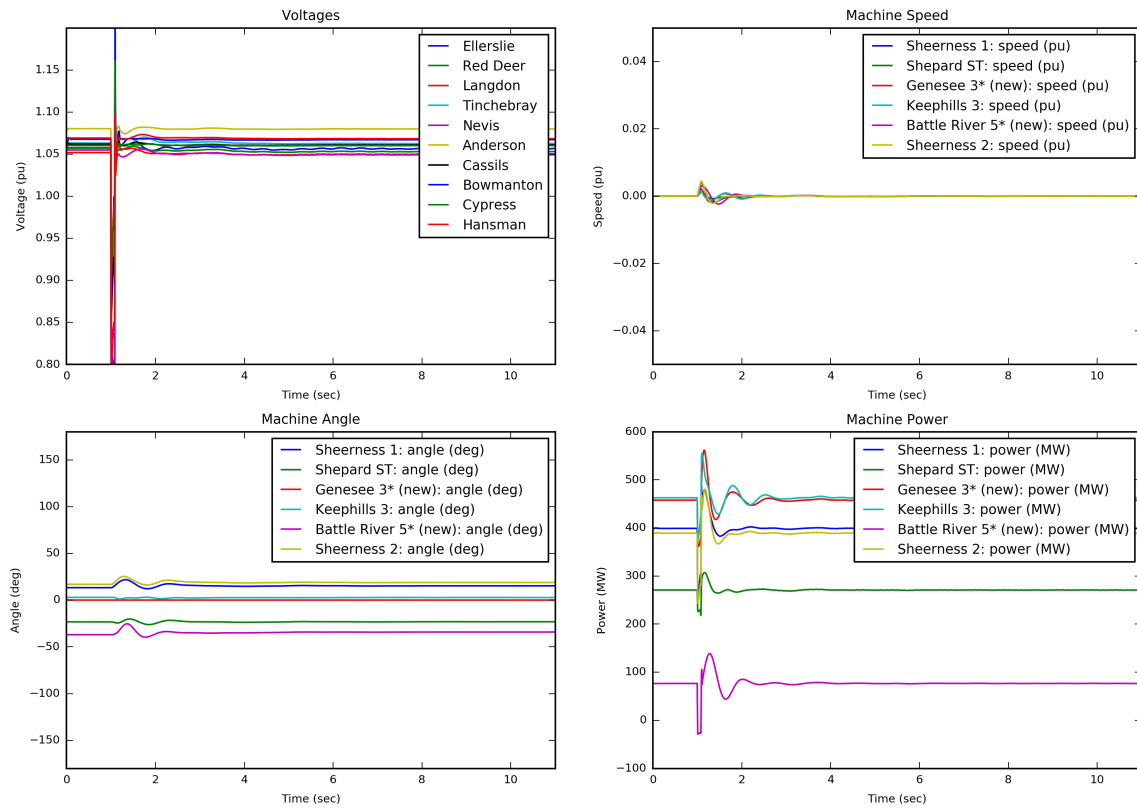 Voltages
1.15
1.10
1.05
1.00
0.95
0.90
0.85
0.80
Voltage (pu)
0 2 4 6 8 10
Time (sec)
Ellerslie
Red Deer
Langdon
Tinchebray
Nevis
Anderson
Cassils
Bowmanton
Cypress
Hansman
Machine Speed
0.04
0.02
0.00
−0.02
−0.04
Speed (pu)
0 2 4 6 8 10
Time (sec)
Sheerness 1: speed (pu)
Shepard ST: speed (pu)
Genesee 3* (new): speed (pu)
Keephills 3: speed (pu)
Battle River 5* (new): speed (pu)
Sheerness 2: speed (pu)
Machine Angle
150
100
50
0
−50
−100
−150
Angle (deg)
0 2 4 6 8 10
Time (sec)
Sheerness 1: angle (deg)
Shepard ST: angle (deg)
Genesee 3* (new): angle (deg)
Keephills 3: angle (deg)
Battle River 5* (new): angle (deg)
Sheerness 2: angle (deg)
Machine Power
600
500
400
300
200
100
0
−100
Power (MW)
0 2 4 6 8 10
Time (sec)
Sheerness 1: power (MW)
Shepard ST: power (MW)
Genesee 3* (new): power (MW)
Keephills 3: power (MW)
Battle River 5* (new): power (MW)
Sheerness 2: power (MW)